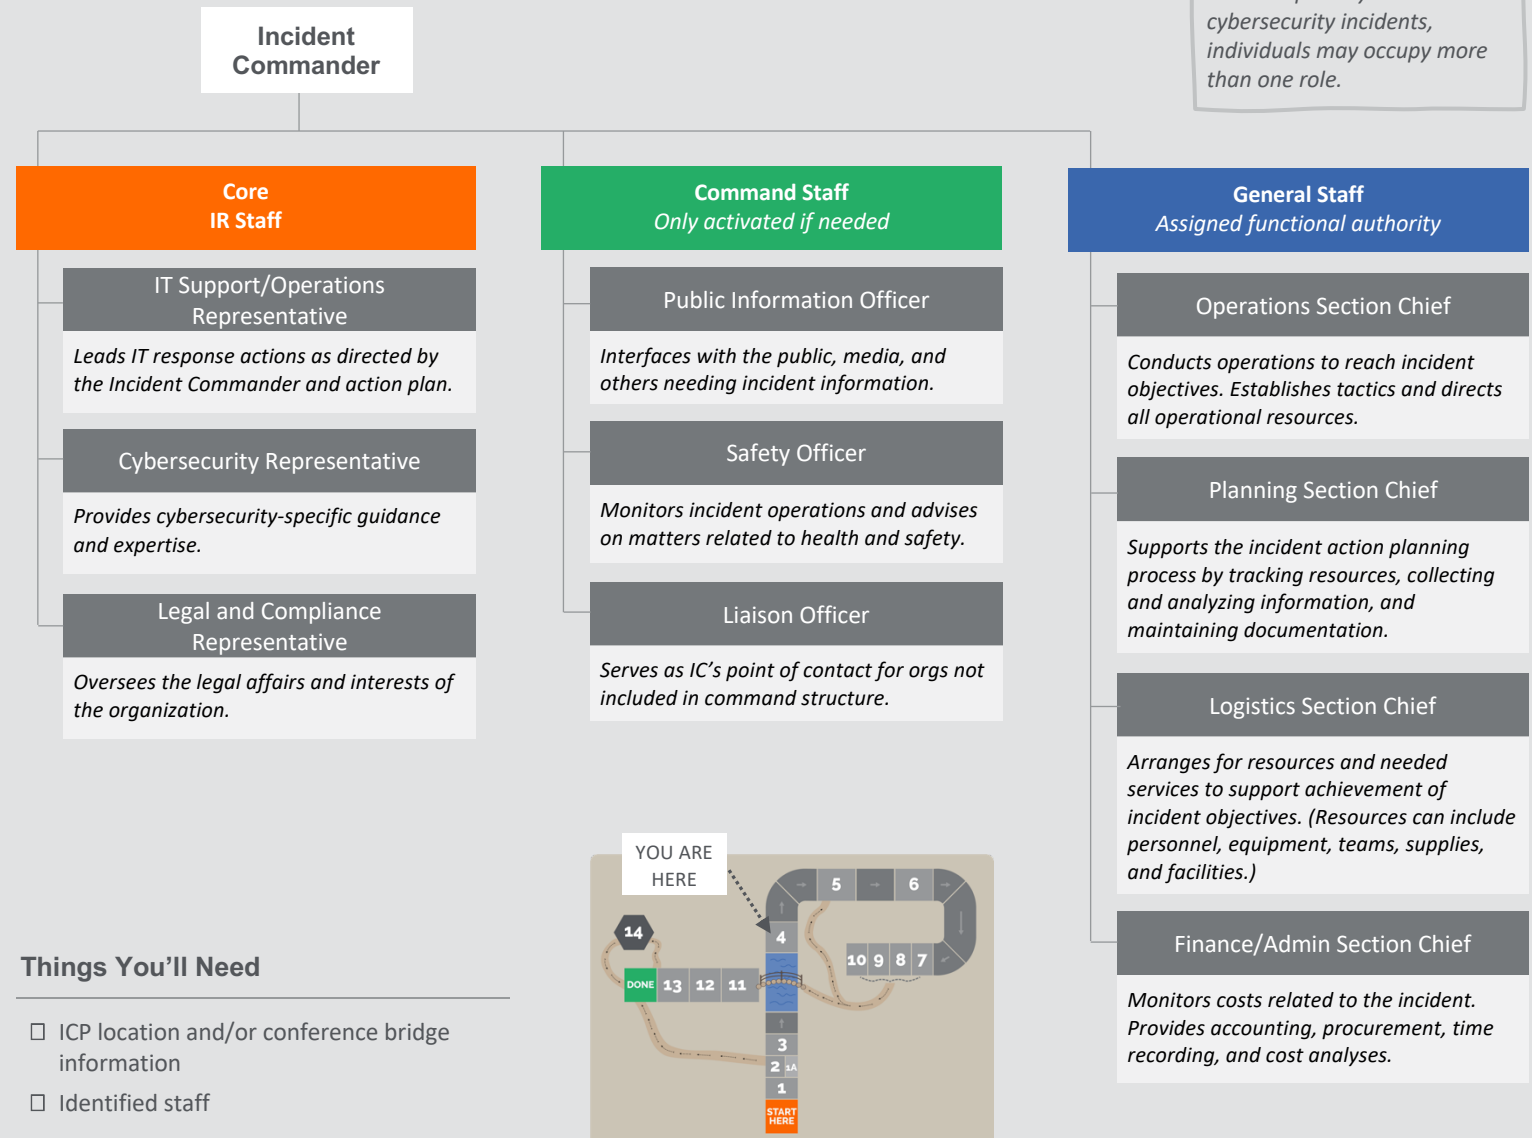 Incident
Commander
cybersecurity incidents,
individuals may occupy more
than one role.
Core
IR Staff
IT Support/Operations
Representative
Leads IT response actions as directed by
the Incident Commander and action plan.
Cybersecurity Representative
Provides cybersecurity-specific guidance
and expertise.
Legal and Compliance
Representative
Oversees the legal affairs and interests of
the organization.
Command Staff
Only activated if needed
Public Information Officer
Interfaces with the public, media, and
others needing incident information.
Safety Officer
Monitors incident operations and advises
on matters related to health and safety.
Liaison Officer
Serves as IC's point of contact for orgs not
included in command structure.
General Staff
Assigned functional authority
Operations Section Chief
Conducts operations to reach incident
objectives. Establishes tactics and directs
all operational resources.
Planning Section Chief
Supports the incident action planning
process by tracking resources, collecting
and analyzing information, and
maintaining documentation.
Logistics Section Chief
Arranges for resources and needed
services to support achievement of
incident objectives. (Resources can include
personnel, equipment, teams, supplies,
and facilities.)
Finance/Admin Section Chief
Monitors costs related to the incident.
Provides accounting, procurement, time
recording, and cost analyses.
Things You'll Need
ICP location and/or conference bridge
information
Identified staff
YOU ARE
HERE
5
6
14
4
10 9 8 7
DONE 13 12 11
3
2 1A
1
START
HERE